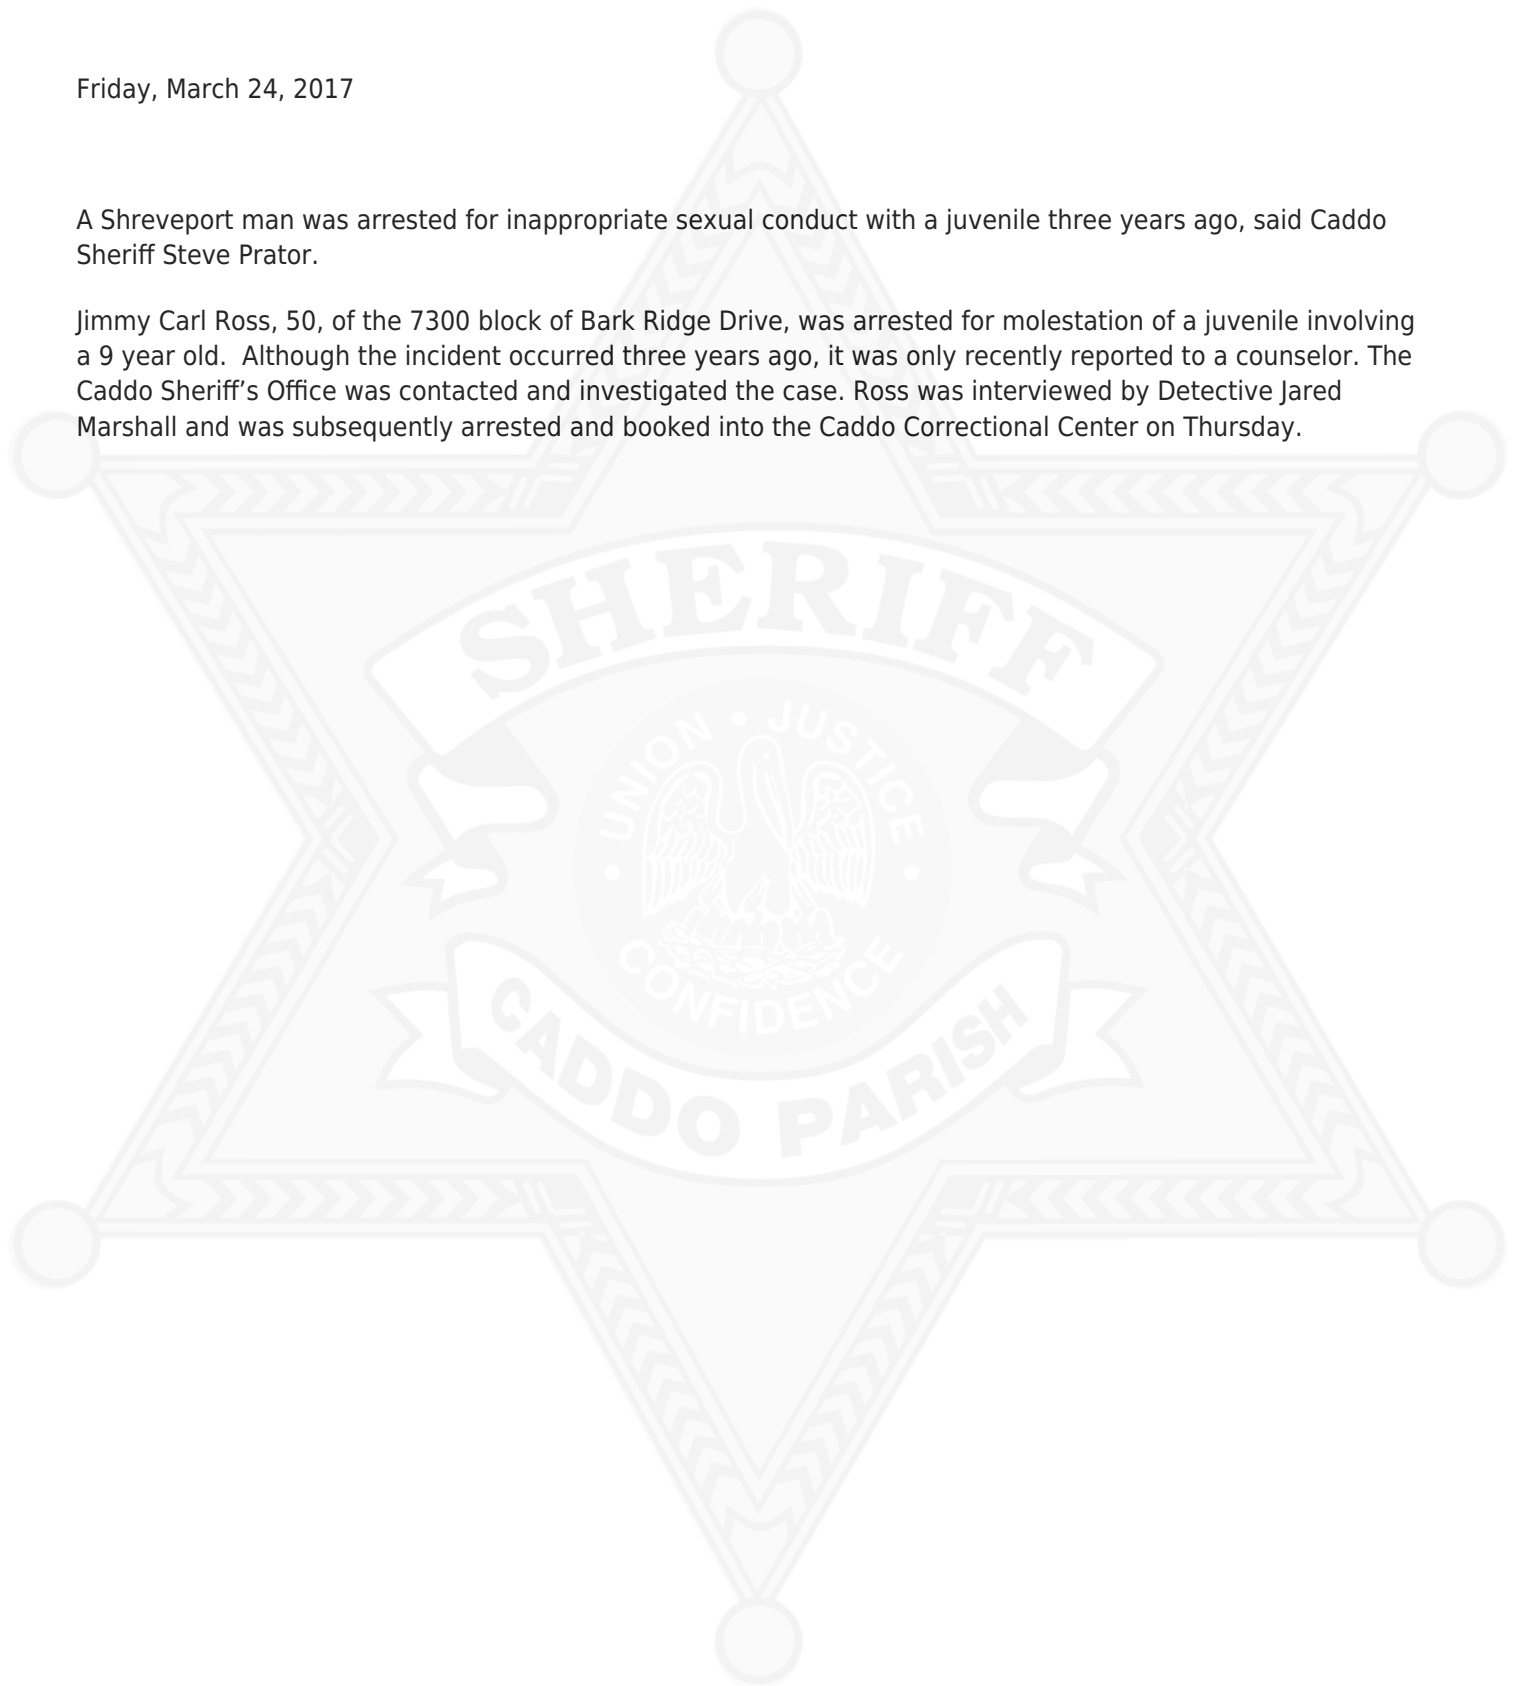 Friday, March 24, 2017
A Shreveport man was arrested for inappropriate sexual conduct with a juvenile three years ago, said Caddo
Sheriff Steve Prator.
Jimmy Carl Ross, 50, of the 7300 block of Bark Ridge Drive, was arrested for molestation of a juvenile involving
a 9 year old.  Although the incident occurred three years ago, it was only recently reported to a counselor. The
Caddo Sheriff’s Office was contacted and investigated the case. Ross was interviewed by Detective Jared
Marshall and was subsequently arrested and booked into the Caddo Correctional Center on Thursday.
SHERIFF
UNION • JUSTICE •
• CONFIDENCE
CADDO PARISH